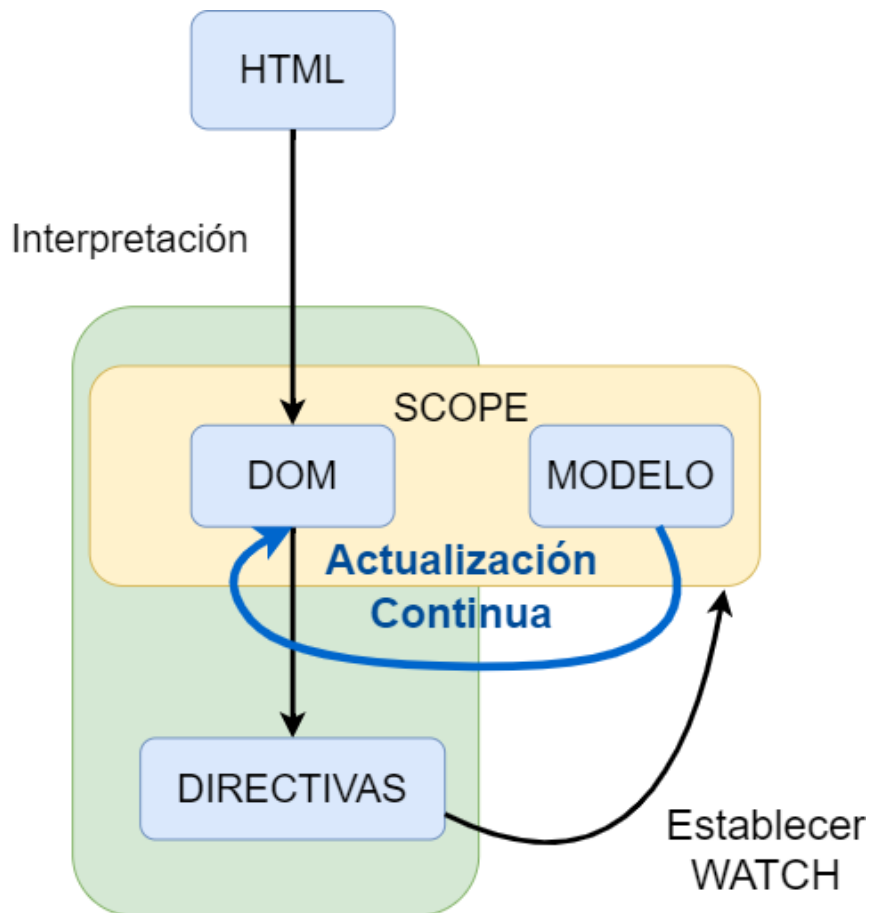 HTML
Interpretación
SCOPE
DOM
MODELO
Actualización
Continua
DIRECTIVAS
Establecer
WATCH